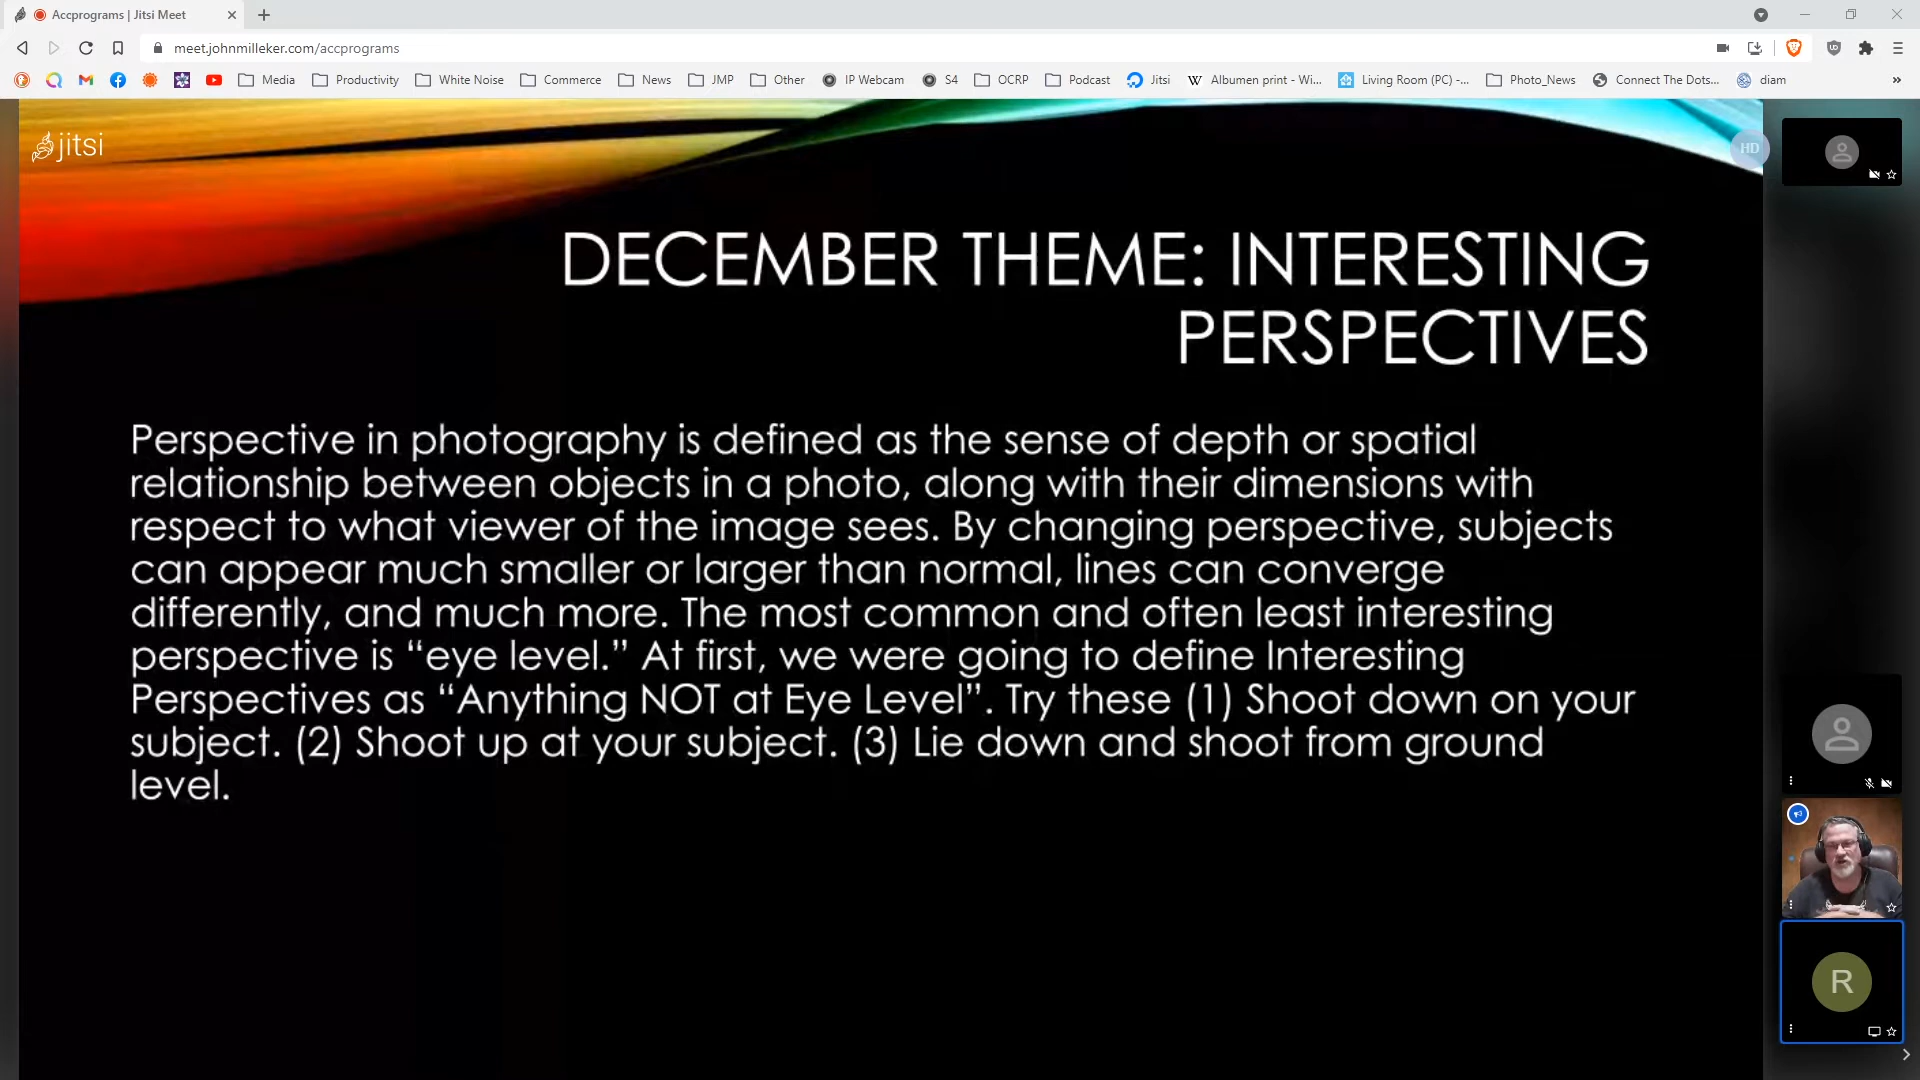 Accprograms | Jitsi Meet
meet.johnmilleker.com/accprograms
Media Productivity White Noise Commerce News JMP Other IP Webcam S4 OCRP Podcast Jitsi W Albumen print - Wi... Living Room (PC) -... Photo_News Connect The Dots... diam »
jitsi
HD
DECEMBER THEME: INTERESTING
PERSPECTIVES
Perspective in photography is defined as the sense of depth or spatial
relationship between objects in a photo, along with their dimensions with
respect to what viewer of the image sees. By changing perspective, subjects
can appear much smaller or larger than normal, lines can converge
differently, and much more. The most common and often least interesting
perspective is “eye level.” At first, we were going to define Interesting
Perspectives as “Anything NOT at Eye Level”. Try these (1) Shoot down on your
subject. (2) Shoot up at your subject. (3) Lie down and shoot from ground
level.
R